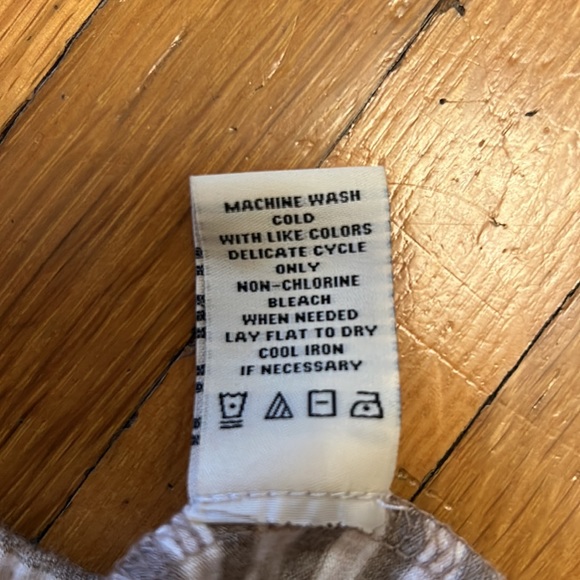 MACHINE WASH
COLD
WITH LIKE COLORS
DELICATE CYCLE
ONLY
NON-CHLORINE
BLEACH
WHEN NEEDED
LAY FLAT TO DRY
COOL IRON
IF NECESSARY